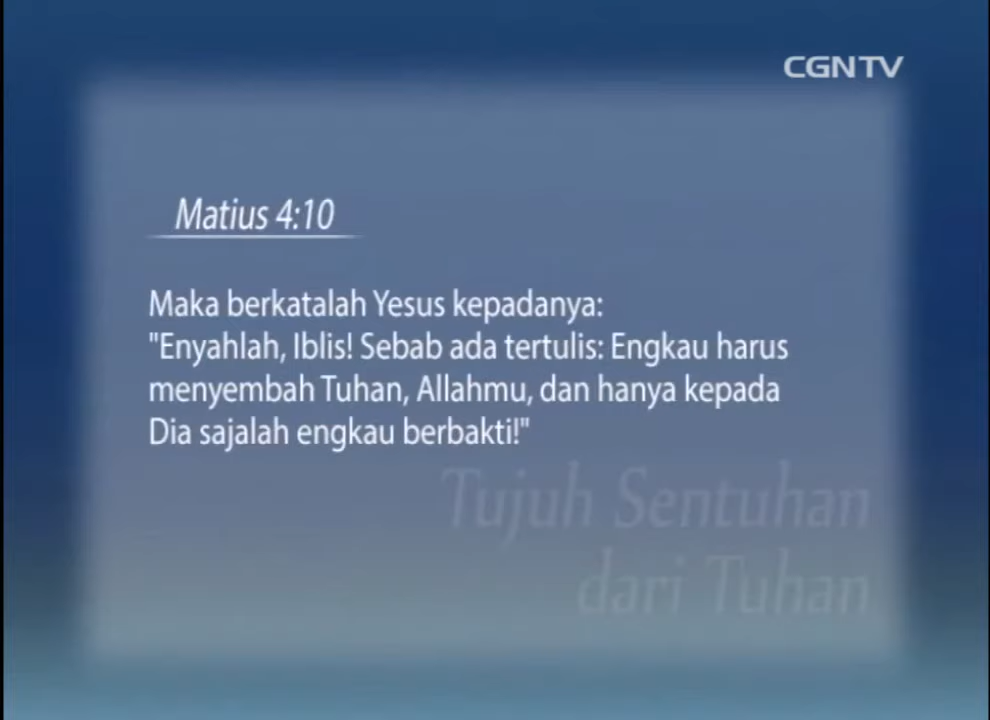 CGNTV
Matius 4:10
Maka berkatalah Yesus kepadanya:
"Enyahlah, Iblis! Sebab ada tertulis: Engkau harus
menyembah Tuhan, Allahmu, dan hanya kepada
Dia sajalah engkau berbakti!"
Tujuh Sentuhan
dari Tuhan